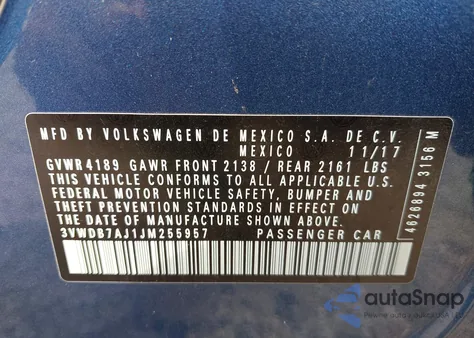 MFD BY VOLKSWAGEN DE MEXICO S.A. DE C.V.
MEXICO 11/17
GVWR 4189 GAWR FRONT 2138 / REAR 2161 LBS
THIS VEHICLE CONFORMS TO ALL APPLICABLE
FEDERAL MOTOR VEHICLE SAFETY, BUMPER AND
THEFT PREVENTION STANDARDS IN EFFECT ON THE
DATE OF MANUFACTURE SHOWN ABOVE.
3VWDB7AJ1JM255957 PASSENGER CAR
4626894 3156 M
autoSnap